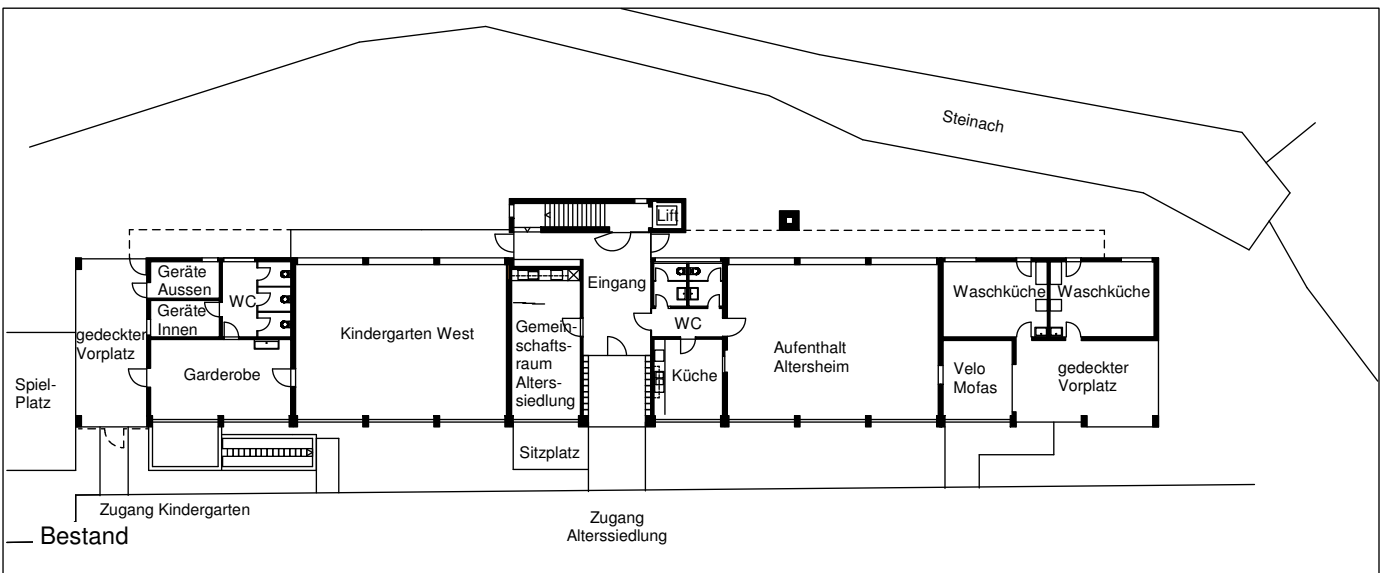 Steinach
Lift
Geräte
Aussen
WC
Geräte
Innen
Eingang
Waschküche
Waschküche
gedeckter
Vorplatz
Kindergarten West
Gemein-
schafts-
raum
Alters-
siedlung
WC
Aufenthalt
Altersheim
Garderobe
Küche
Velo
Mofas
gedeckter
Vorplatz
Spiel-
Platz
Sitzplatz
Zugang Kindergarten
Zugang
Alterssiedlung
Bestand